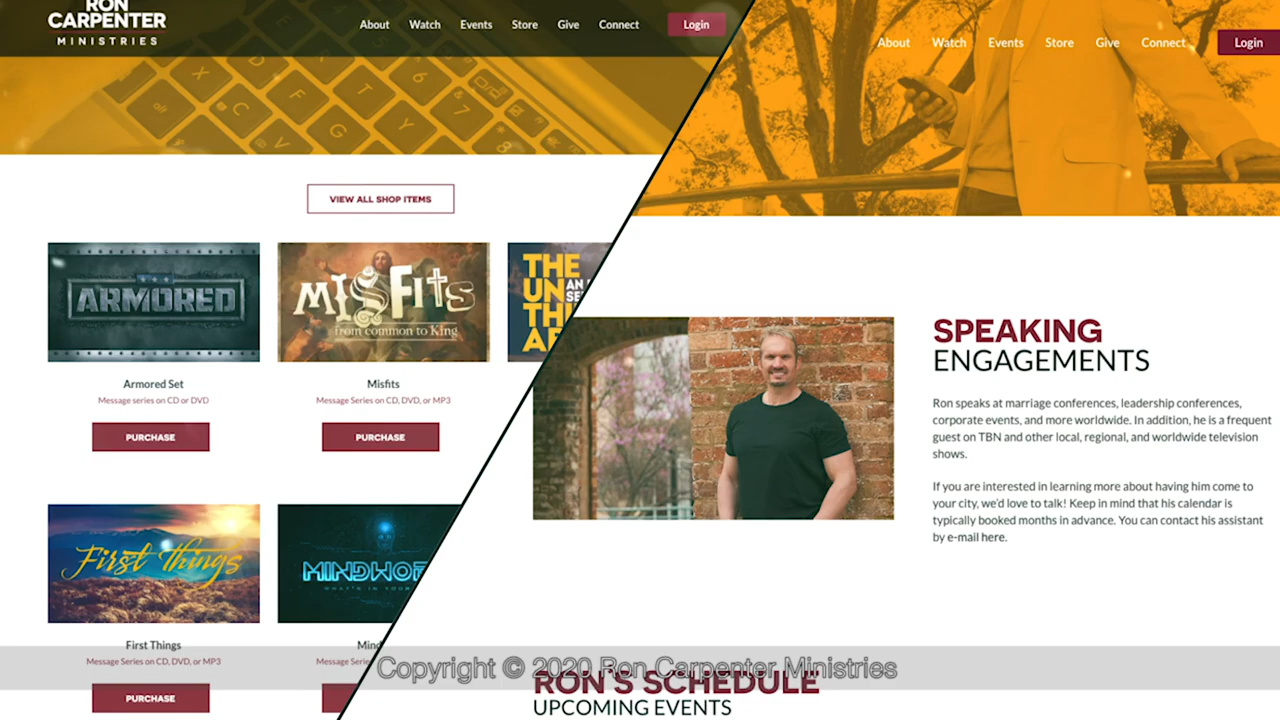 RON
CARPENTER
MINISTRIES
About Watch Events Store Give Connect Login
VIEW ALL SHOP ITEMS
ARMORED
MISFITS
from common to King
THE
UN
AN
Armored Set
Message series on CD or DVD
PURCHASE
Misfits
Message Series on CD, DVD, or MP3
PURCHASE
First Things
First Things
Message Series on CD, DVD, or MP3
PURCHASE
About Watch Events Store Give Connect Login
SPEAKING
ENGAGEMENTS
Ron speaks at marriage conferences, leadership conferences,
corporate events, and more worldwide. In addition, he is a frequent
guest on TBN and other local, regional, and worldwide television
shows.
If you are interested in learning more about having him come to
your city, we'd love to talk! Keep in mind that his calendar is
typically booked months in advance. You can contact his assistant
by e-mail here.
Copyright © 2020 Ron Carpenter Ministries
RON'S SCHEDULE
UPCOMING EVENTS